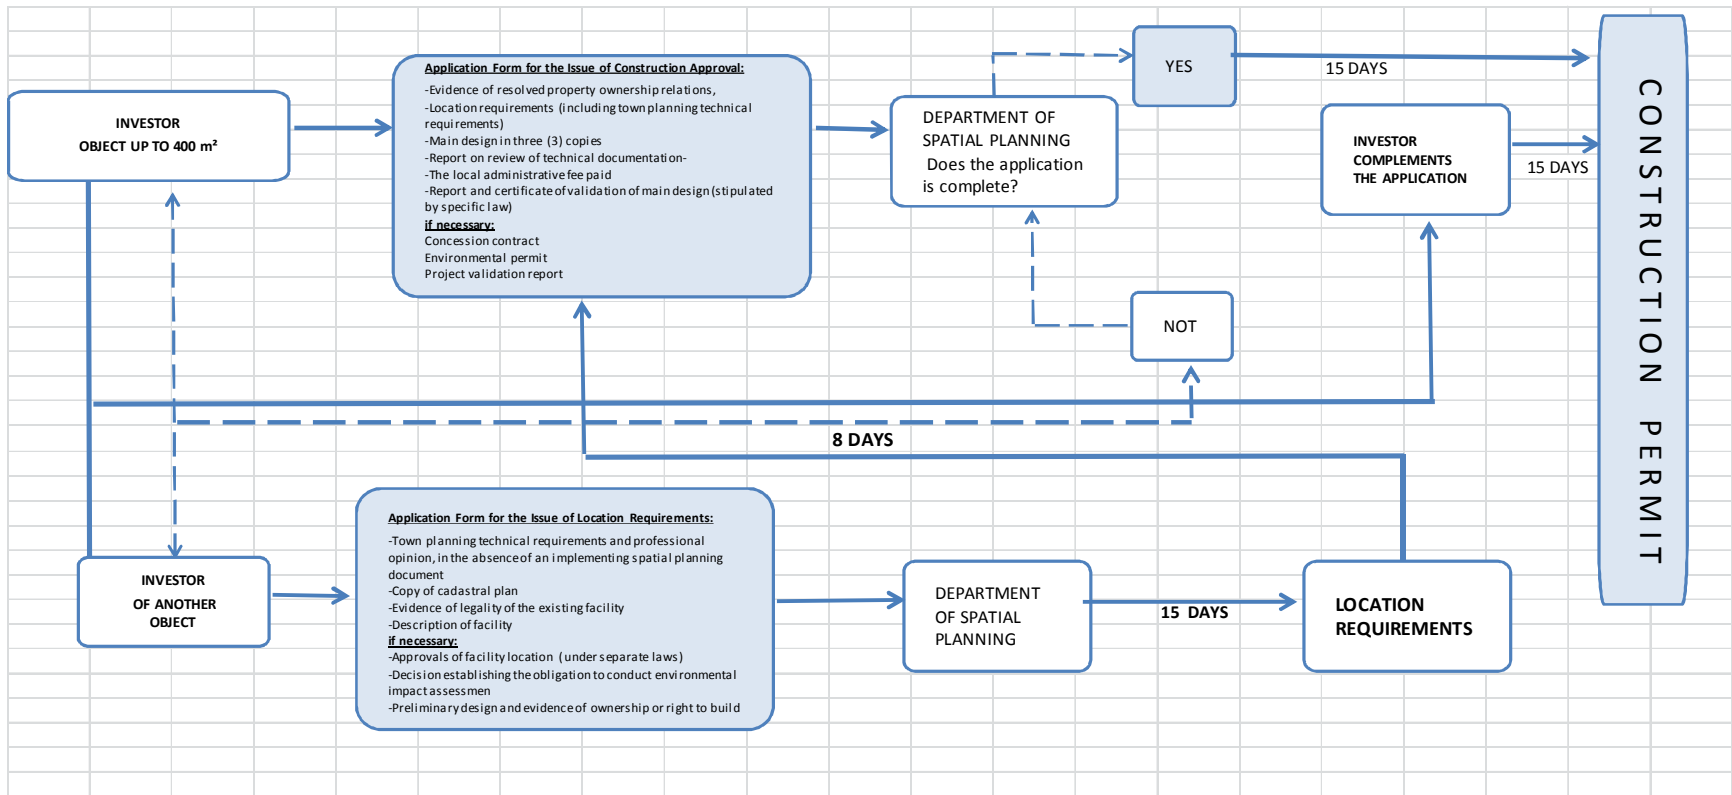 INVESTOR
OBJECT UP TO 400 m²
Application Form for the Issue of Construction Approval:
-Evidence of resolved property ownership relations,
-Location requirements (including town planning technical
requirements)
-Main design in three (3) copies
-Report on review of technical documentation-
-The local administrative fee paid
-Report and certificate of validation of main design (stipulated
by specific law)
if necessary:
Concession contract
Environmental permit
Project validation report
DEPARTMENT OF
SPATIAL PLANNING
Does the application
is complete?
YES
15 DAYS
INVESTOR
COMPLEMENTS
THE APPLICATION
15 DAYS
CONSTRUCTION PERMIT
NOT
8 DAYS
INVESTOR
OF ANOTHER
OBJECT
Application Form for the Issue of Location Requirements:
-Town planning technical requirements and professional
opinion, in the absence of an implementing spatial planning
document
-Copy of cadastral plan
-Evidence of legality of the existing facility
-Description of facility
if necessary:
-Approvals of facility location (under separate laws)
-Decision establishing the obligation to conduct environmental
impact assessmen
-Preliminary design and evidence of ownership or right to build
DEPARTMENT
OF SPATIAL
PLANNING
15 DAYS
LOCATION
REQUIREMENTS